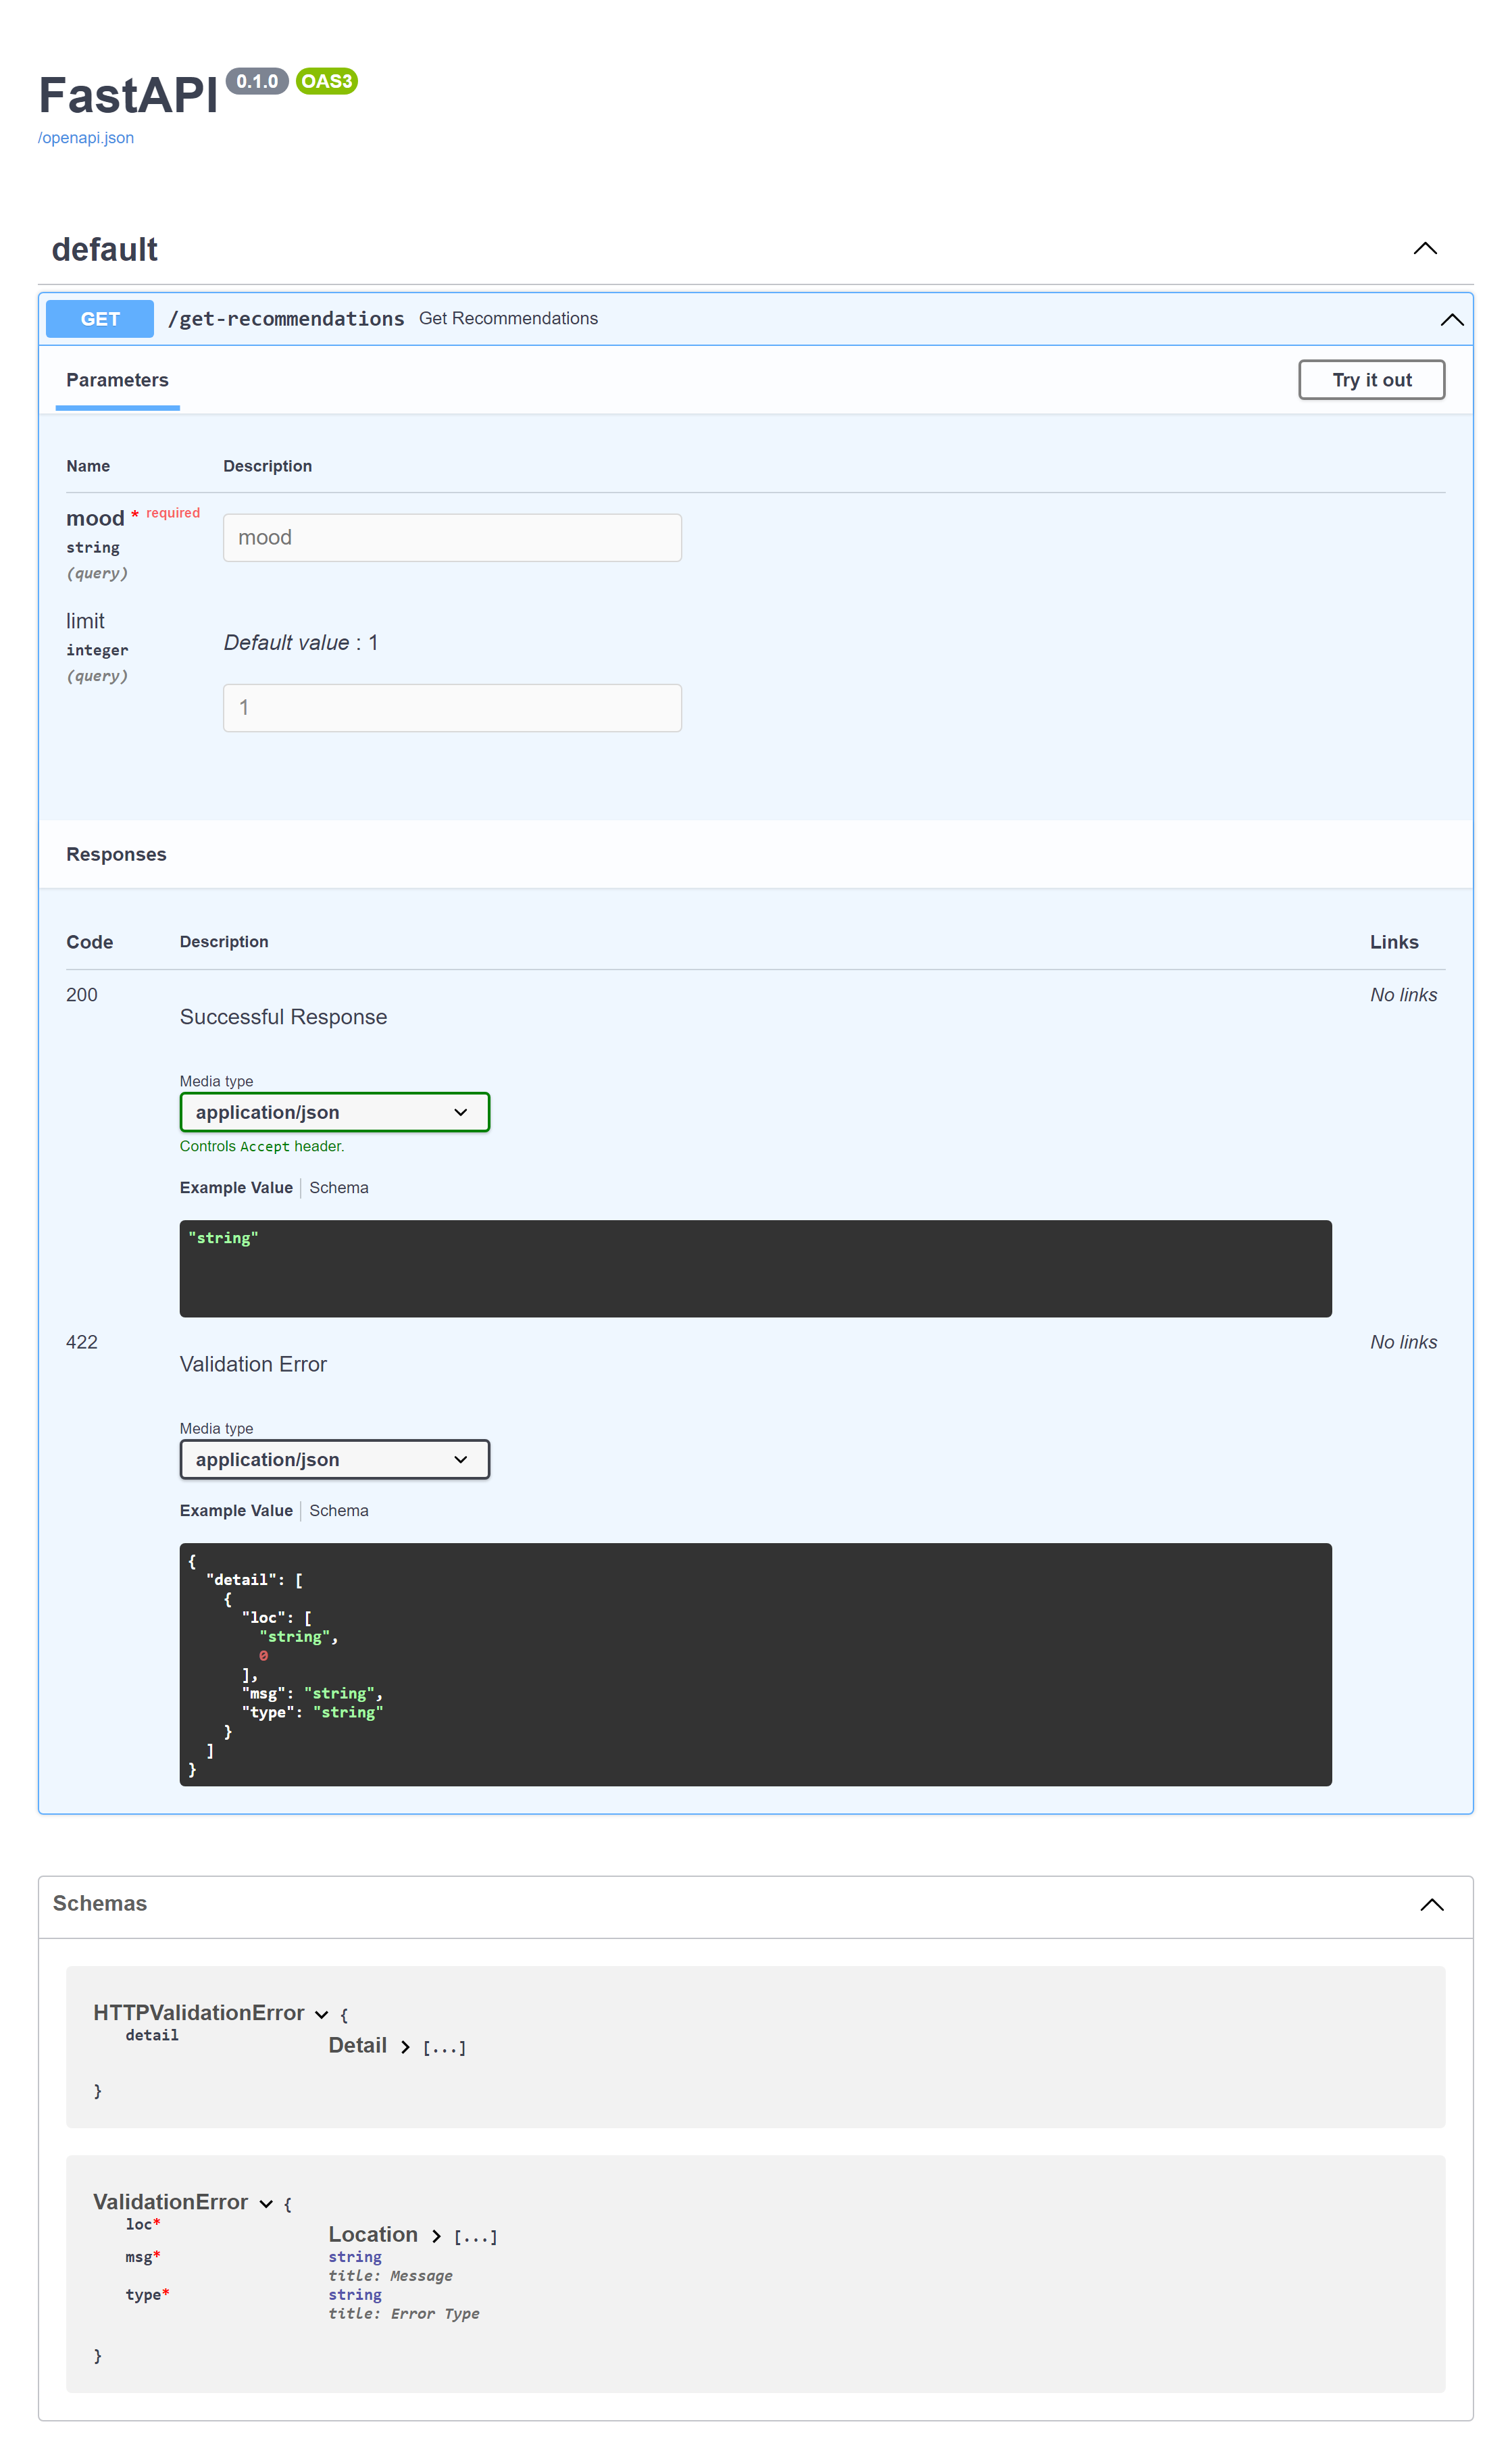 FastAPI 0.1.0 OAS3
/openapi.json
default
GET /get-recommendations Get Recommendations
Parameters Try it out
Name Description
mood * required
string
(query)
mood
limit
integer
(query)
Default value : 1
1
Responses
Code Description Links
200 No links
Successful Response
Media type
application/json
Controls Accept header.
Example Value Schema
"string"
422 No links
Validation Error
Media type
application/json
Example Value Schema
{
  "detail": [
    {
      "loc": [
        "string",
        0
      ],
      "msg": "string",
      "type": "string"
    }
  ]
}
Schemas
HTTPValidationError {
detail
Detail [...]
}
ValidationError {
loc*
Location [...]
msg* string
title: Message
type* string
title: Error Type
}